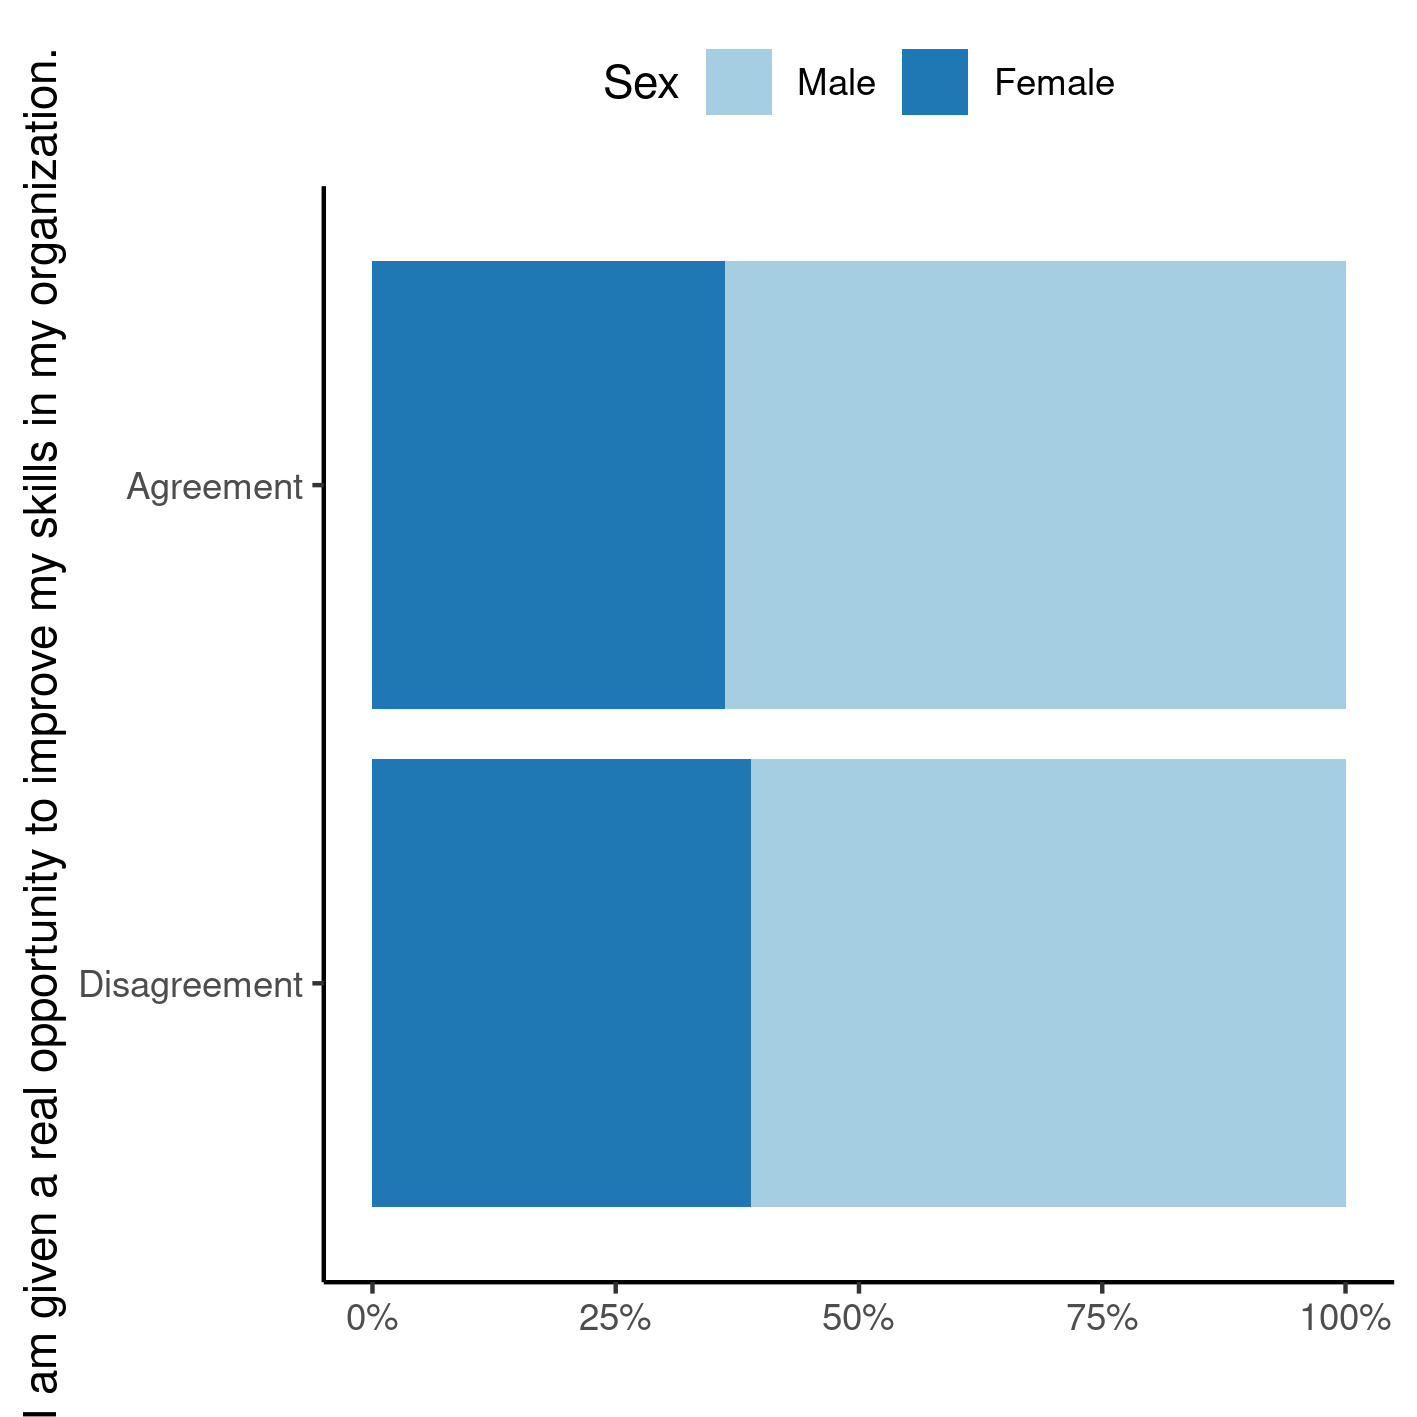 Sex Male Female
I am given a real opportunity to improve my skills in my organization.
Agreement
Disagreement
0% 25% 50% 75% 100%